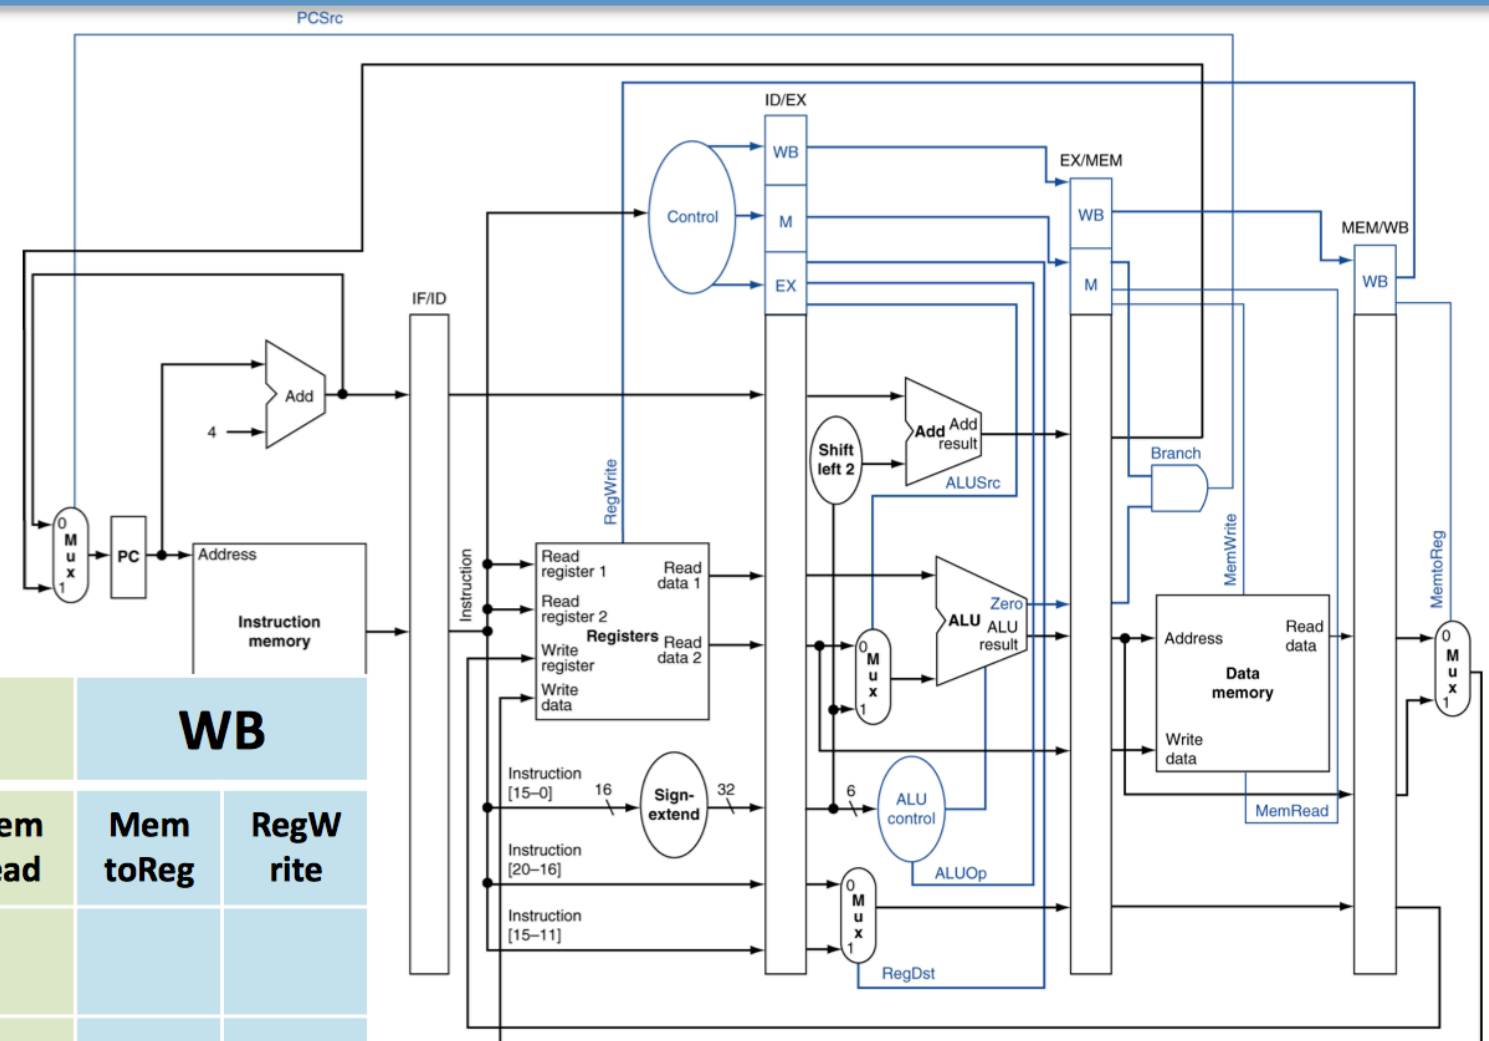 PCSrc
ID/EX
WB
EX/MEM
Control
M
WB
MEM/WB
EX
M
WB
IF/ID
Add
4
Add
Add
result
Shift
left 2
Branch
ALUSrc
RegWrite
MemWrite
MemtoReg
0
M
u
x
1
PC
Address
Instruction
memory
Instruction
Read
register 1
Read
register 2
Write
register
Write
data
Registers
Read
data 1
Read
data 2
0
M
u
x
1
Zero
ALU
ALU
result
Address
Read
data
Data
memory
Write
data
MemRead
0
M
u
x
1
Instruction
[15–0]
16
Sign-
extend
32
6
ALU
control
ALUOp
Instruction
[20–16]
Instruction
[15–11]
0
M
u
x
1
RegDst
WB
em
ead
Mem
toReg
RegW
rite